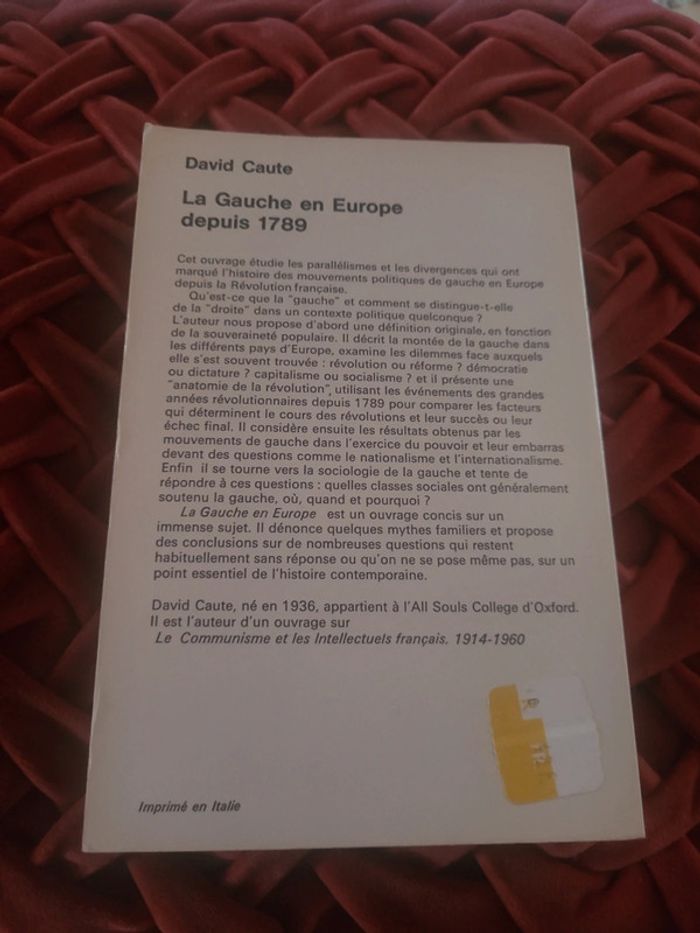 David Caute
La Gauche en Europe
depuis 1789
Cet ouvrage étudie les parallélismes et les divergences qui ont
marqué l'histoire des mouvements politiques de gauche en Europe
depuis la Révolution française.
Qu'est-ce que la "gauche" et comment se distingue-t-elle
de la "droite" dans un contexte politique quelconque ?
L'auteur nous propose d'abord une définition originale, en fonction
de la souveraineté populaire. Il décrit la montée de la gauche dans
les différents pays d'Europe, examine les dilemmes face auxquels
elle s'est souvent trouvée : révolution ou réforme ? démocratie
ou dictature ? capitalisme ou socialisme ? et il présente une
"anatomie de la révolution", utilisant les événements des grandes
années révolutionnaires depuis 1789 pour comparer les facteurs
qui déterminent le cours des révolutions et leur succès ou leur
échec final. Il considère ensuite les résultats obtenus par les
mouvements de gauche dans l'exercice du pouvoir et leur embarras
devant des questions comme le nationalisme et l'internationalisme.
Enfin il se tourne vers la sociologie de la gauche et tente de
répondre à ces questions : quelles classes sociales ont généralement
soutenu la gauche, où, quand et pourquoi ?
La Gauche en Europe est un ouvrage concis sur un
immense sujet. Il dénonce quelques mythes familiers et propose
des conclusions sur de nombreuses questions qui restent
habituellement sans réponse ou qu'on ne se pose même pas, sur un
point essentiel de l'histoire contemporaine.
David Caute, né en 1936, appartient à l'All Souls College d'Oxford.
Il est l'auteur d'un ouvrage sur
Le Communisme et les Intellectuels français. 1914-1960
Imprimé en Italie